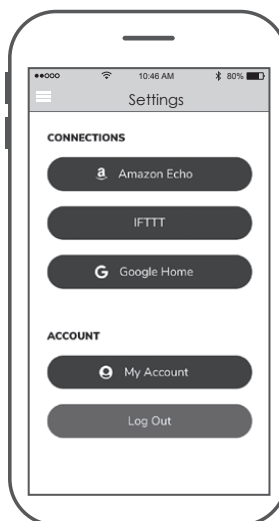 10:46 AM 80%
Settings
CONNECTIONS
Amazon Echo
IFTTT
Google Home
ACCOUNT
My Account
Log Out